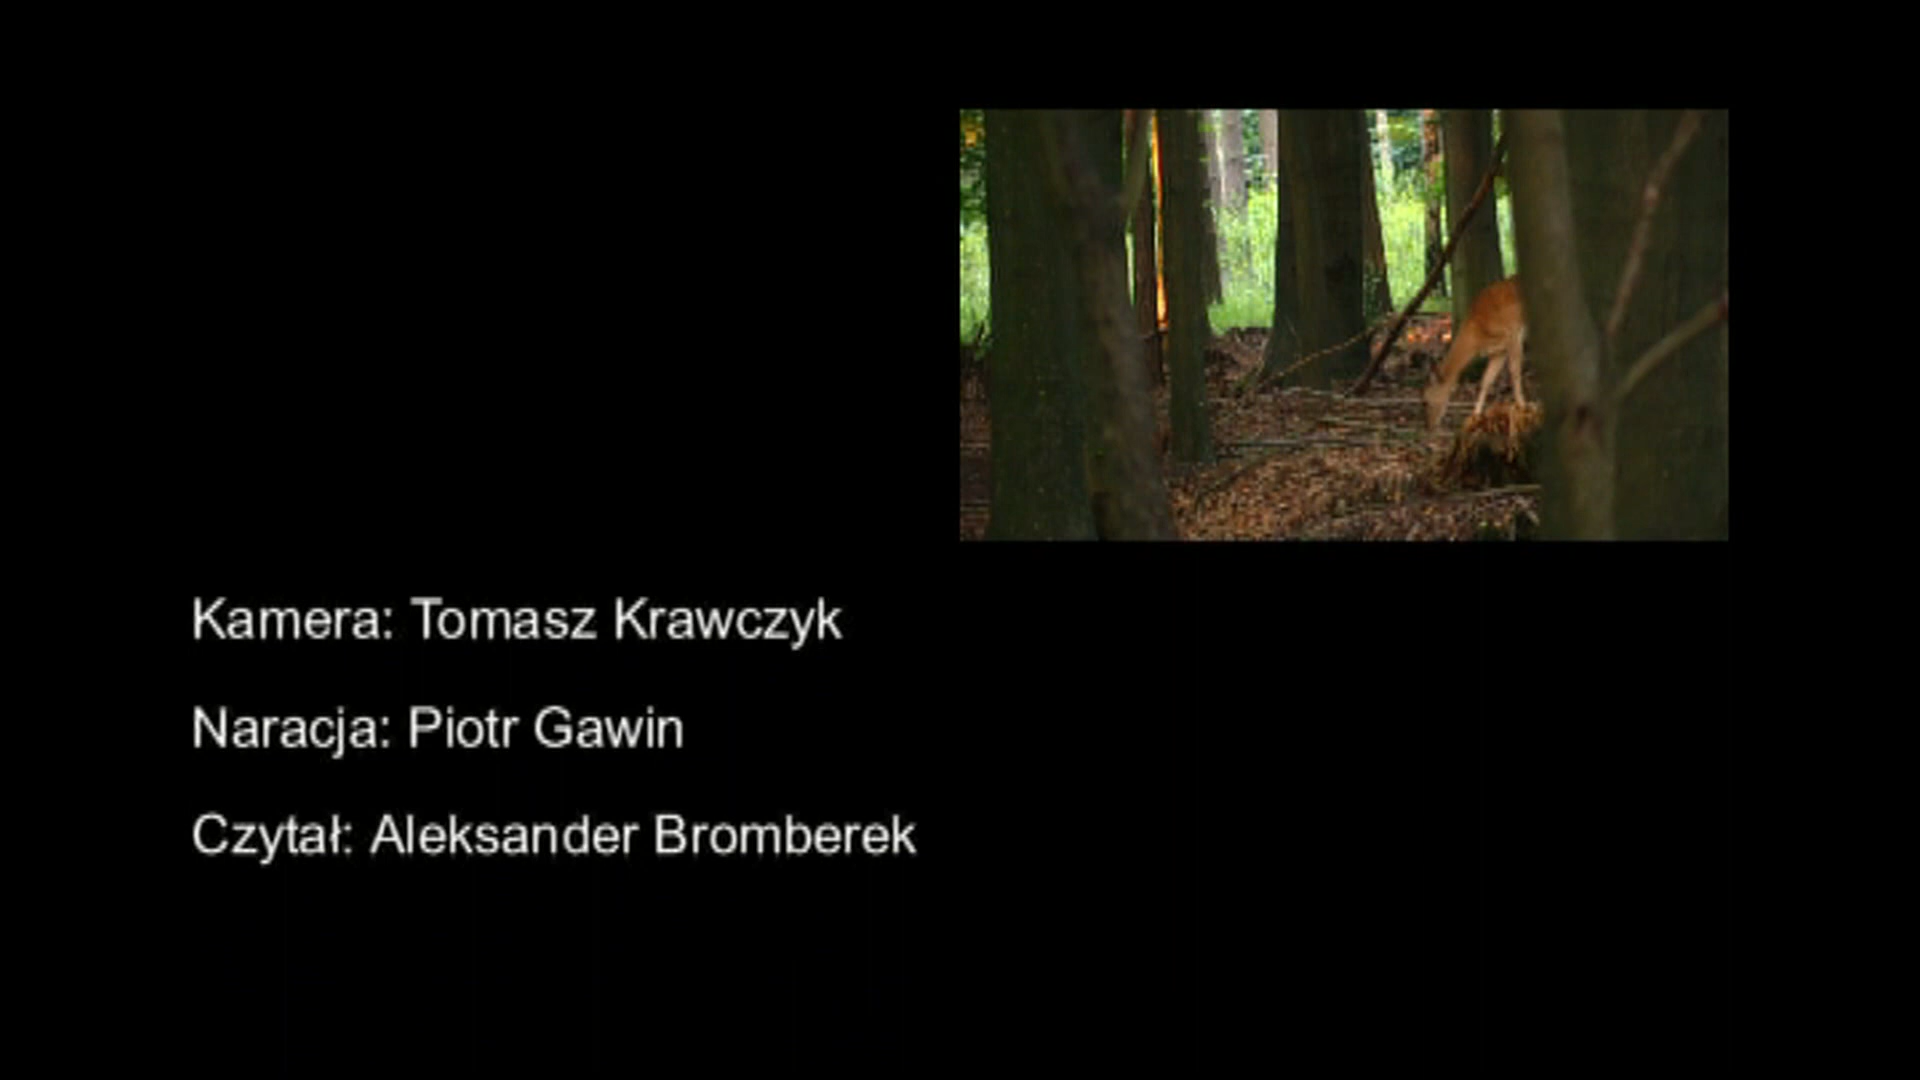 Kamera: Tomasz Krawczyk
Naracja: Piotr Gawin
Czytał: Aleksander Bromberek